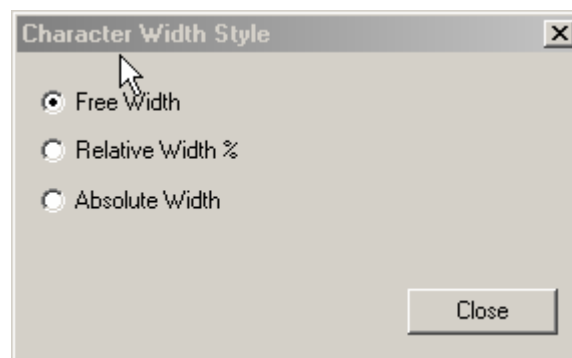 Character Width Style
Free Width
Relative Width %
Absolute Width
Close